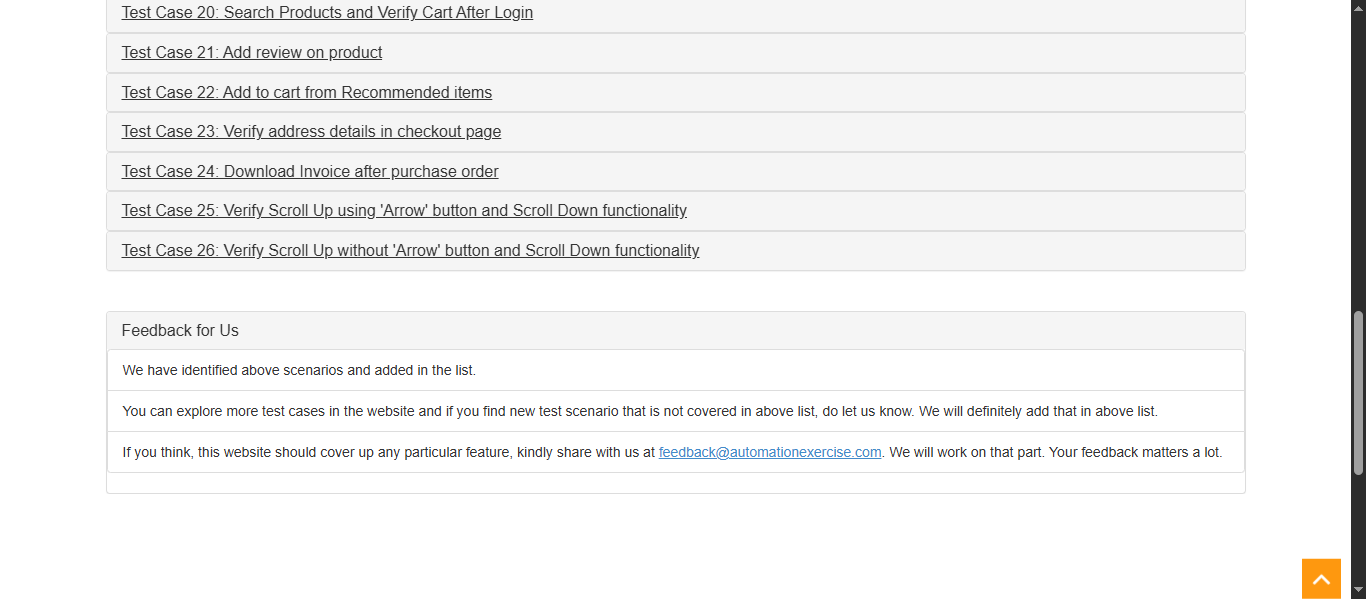 Test Case 20: Search Products and Verify Cart After Login
Test Case 21: Add review on product
Test Case 22: Add to cart from Recommended items
Test Case 23: Verify address details in checkout page
Test Case 24: Download Invoice after purchase order
Test Case 25: Verify Scroll Up using 'Arrow' button and Scroll Down functionality
Test Case 26: Verify Scroll Up without 'Arrow' button and Scroll Down functionality
Feedback for Us
We have identified above scenarios and added in the list.
You can explore more test cases in the website and if you find new test scenario that is not covered in above list, do let us know. We will definitely add that in above list.
If you think, this website should cover up any particular feature, kindly share with us at feedback@automationexercise.com. We will work on that part. Your feedback matters a lot.